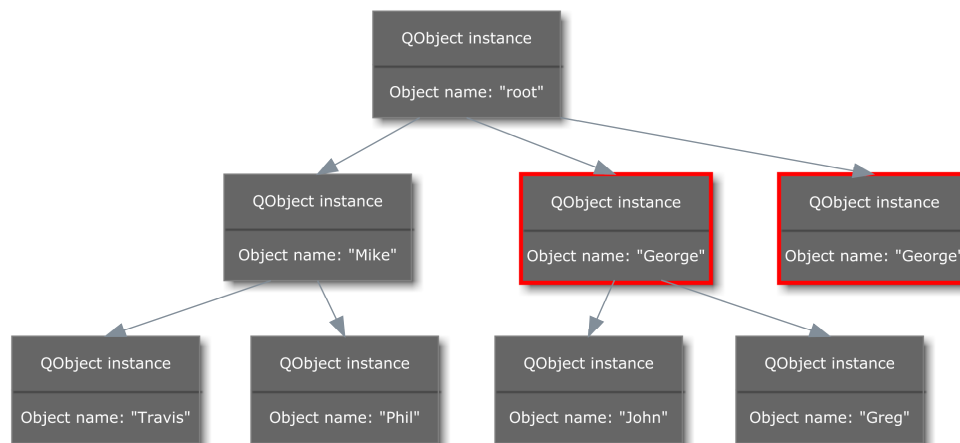 QObject instance
Object name: "root"
QObject instance
Object name: "Mike"
QObject instance
Object name: "George"
QObject instance
Object name: "George"
QObject instance
Object name: "Travis"
QObject instance
Object name: "Phil"
QObject instance
Object name: "John"
QObject instance
Object name: "Greg"